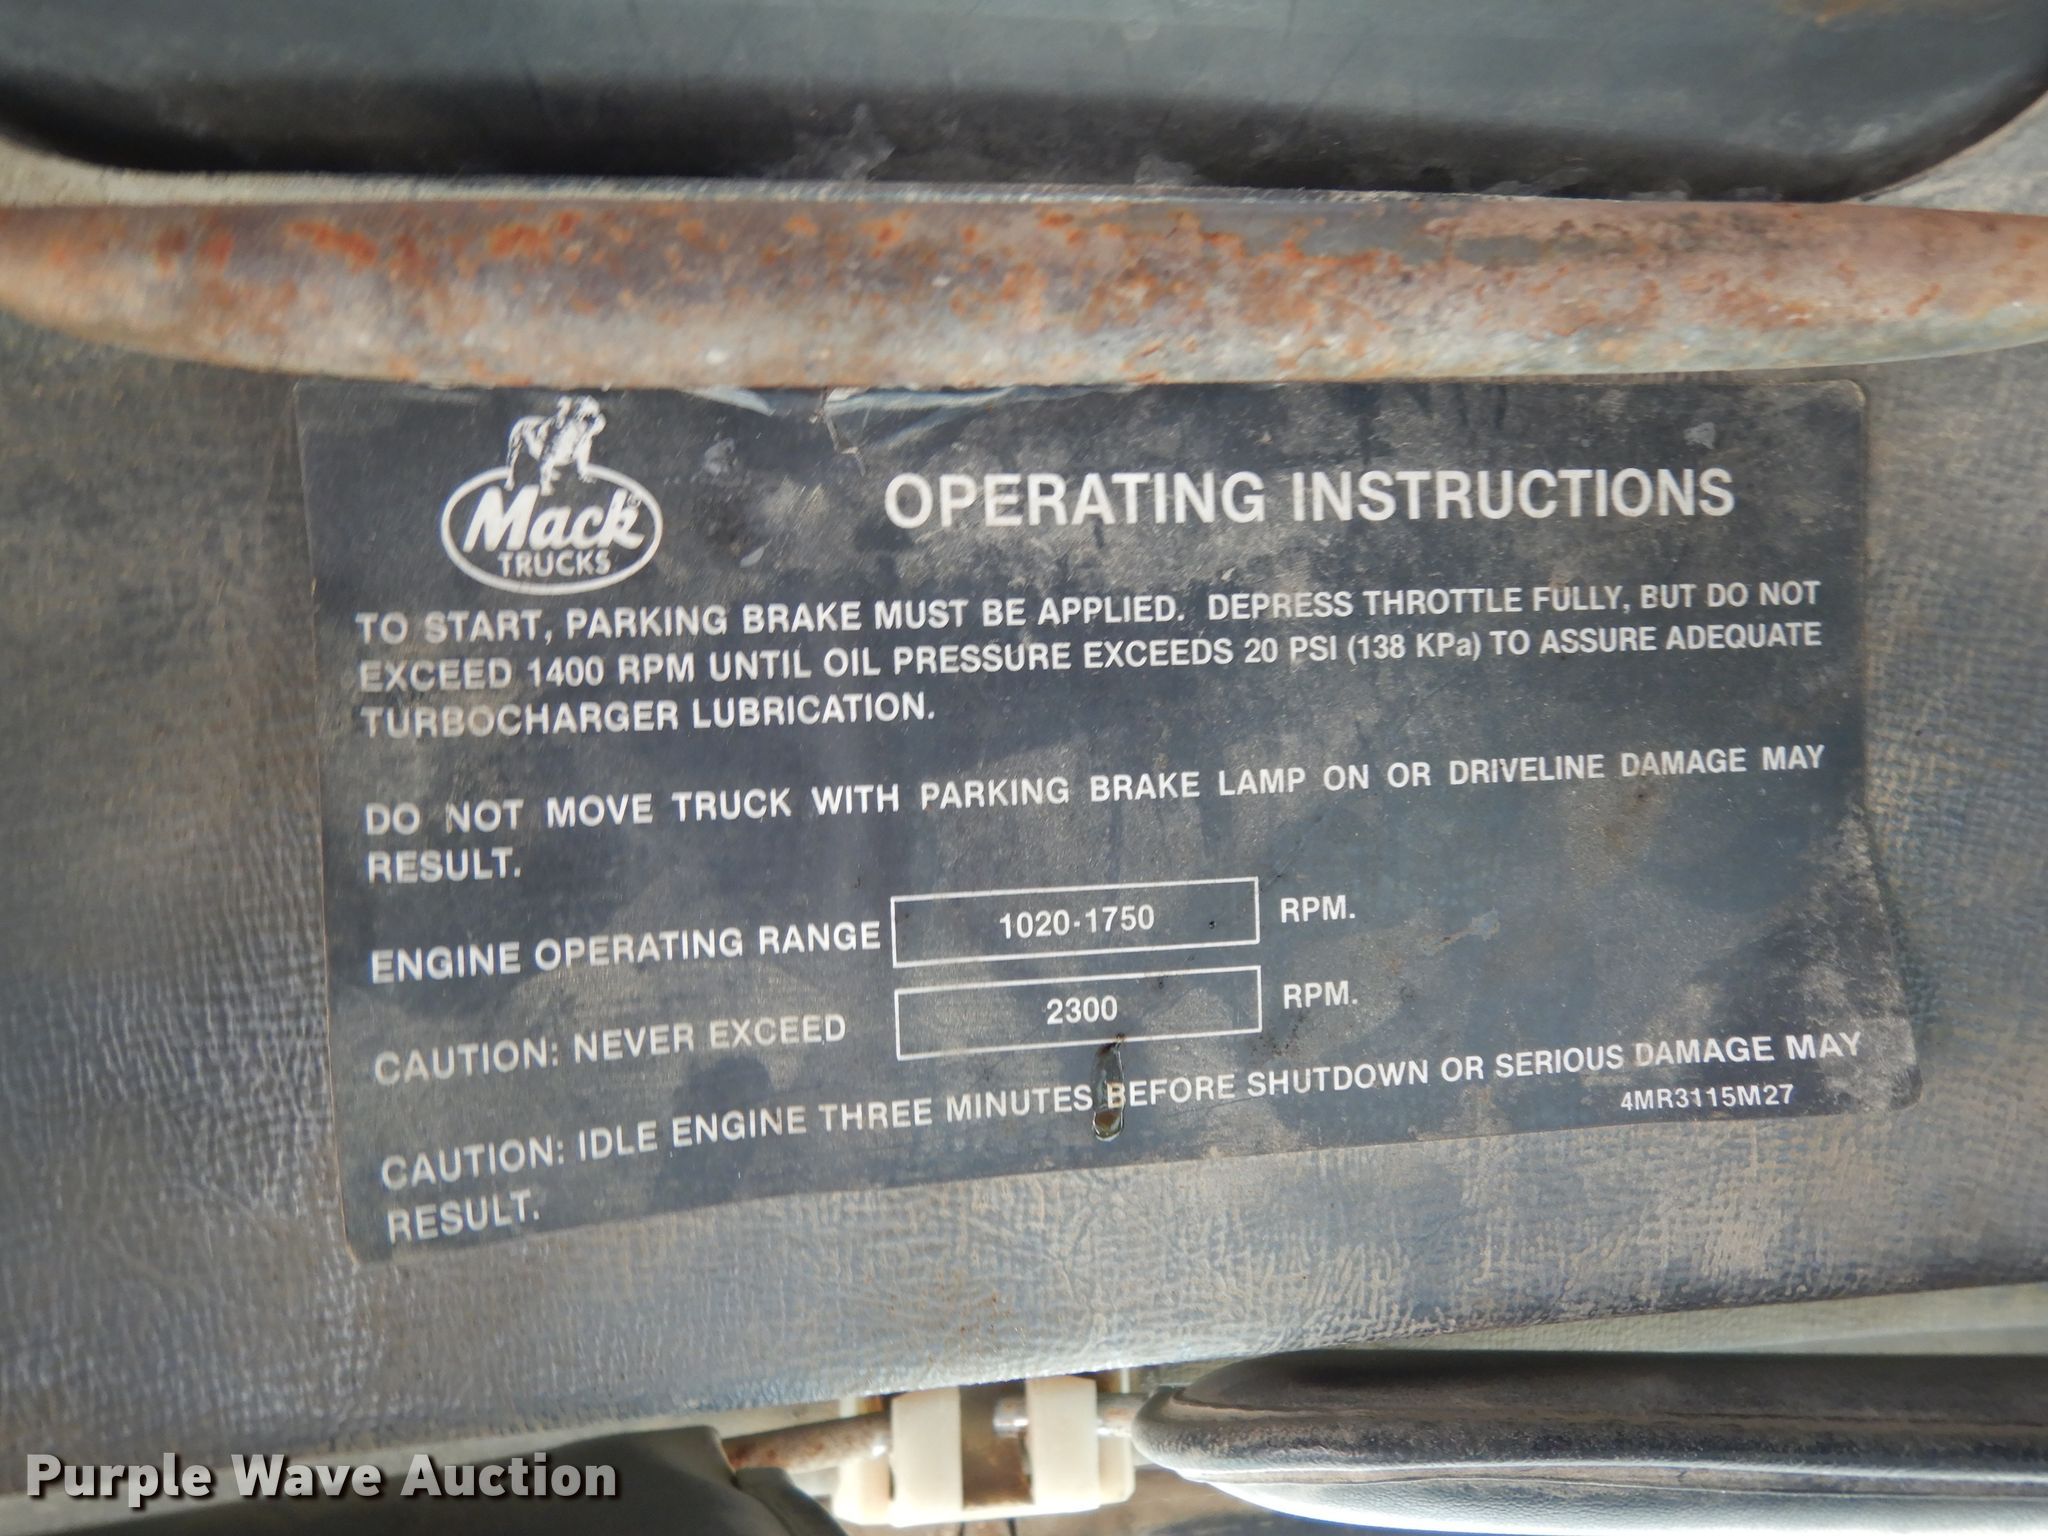 Mack
TRUCKS
OPERATING INSTRUCTIONS
TO START, PARKING BRAKE MUST BE APPLIED. DEPRESS THROTTLE FULLY, BUT DO NOT
EXCEED 1400 RPM UNTIL OIL PRESSURE EXCEEDS 20 PSI (138 KPa) TO ASSURE ADEQUATE
TURBOCHARGER LUBRICATION.
DO NOT MOVE TRUCK WITH PARKING BRAKE LAMP ON OR DRIVELINE DAMAGE MAY
RESULT.
ENGINE OPERATING RANGE 1020-1750 RPM.
CAUTION: NEVER EXCEED 2300 RPM.
CAUTION: IDLE ENGINE THREE MINUTES BEFORE SHUTDOWN OR SERIOUS DAMAGE MAY
RESULT.
4MR3115M27
Purple Wave Auction